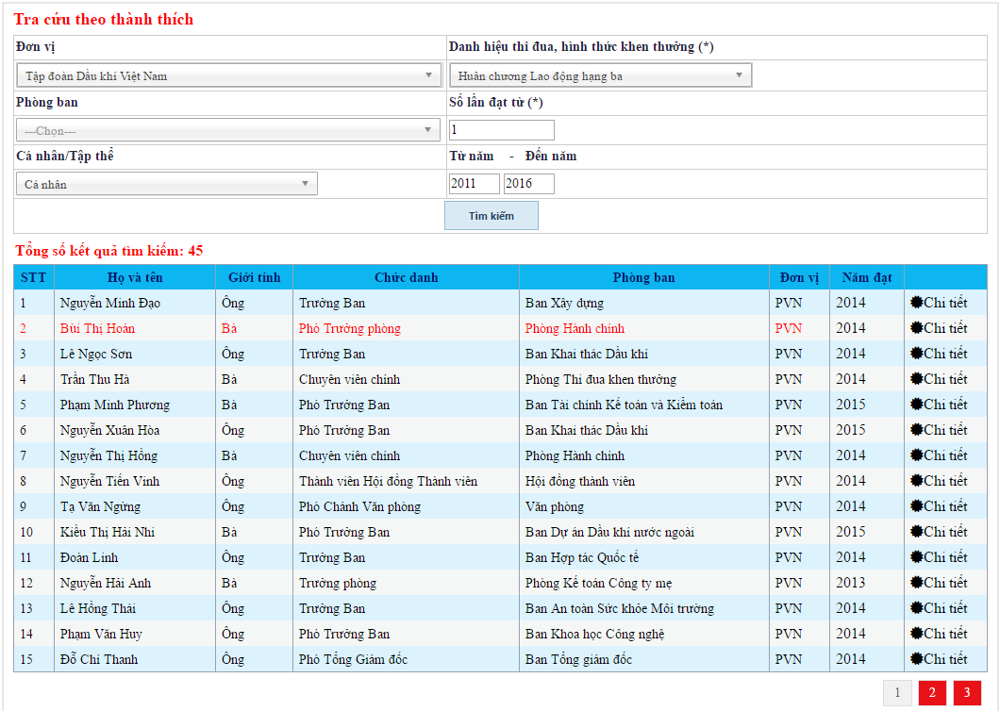 Tra cứu theo thành thích
Đơn vị Danh hiệu thi đua, hình thức khen thưởng (*)
Tập đoàn Dầu khí Việt Nam Huân chương Lao động hạng ba
Phòng ban Số lần đạt từ (*)
---Chọn--- 1
Cá nhân/Tập thể Từ năm - Đến năm
Cá nhân 2011 2016
Tìm kiếm
Tổng số kết quả tìm kiếm: 45
STT Họ và tên Giới tính Chức danh Phòng ban Đơn vị Năm đạt
1 Nguyễn Minh Đạo Ông Trưởng Ban Ban Xây dựng PVN 2014 Chi tiết
2 Bùi Thị Hoàn Bà Phó Trưởng phòng Phòng Hành chính PVN 2014 Chi tiết
3 Lê Ngọc Sơn Ông Trưởng Ban Ban Khai thác Dầu khí PVN 2014 Chi tiết
4 Trần Thu Hà Bà Chuyên viên chính Phòng Thi đua khen thưởng PVN 2014 Chi tiết
5 Phạm Minh Phương Bà Phó Trưởng Ban Ban Tài chính Kế toán và Kiểm toán PVN 2015 Chi tiết
6 Nguyễn Xuân Hòa Ông Phó Trưởng Ban Ban Khai thác Dầu khí PVN 2015 Chi tiết
7 Nguyễn Thị Hồng Bà Chuyên viên chính Phòng Hành chính PVN 2014 Chi tiết
8 Nguyễn Tiến Vinh Ông Thành viên Hội đồng Thành viên Hội đồng thành viên PVN 2014 Chi tiết
9 Tạ Văn Ngừng Ông Phó Chánh Văn phòng Văn phòng PVN 2014 Chi tiết
10 Kiều Thị Hải Nhi Bà Phó Trưởng Ban Ban Dự án Dầu khí nước ngoài PVN 2015 Chi tiết
11 Đoàn Linh Ông Trưởng Ban Ban Hợp tác Quốc tế PVN 2014 Chi tiết
12 Nguyễn Hải Anh Bà Trưởng phòng Phòng Kế toán Công ty mẹ PVN 2013 Chi tiết
13 Lê Hồng Thái Ông Trưởng Ban Ban An toàn Sức khỏe Môi trường PVN 2014 Chi tiết
14 Phạm Văn Huy Ông Phó Trưởng Ban Ban Khoa học Công nghệ PVN 2014 Chi tiết
15 Đỗ Chí Thanh Ông Phó Tổng Giám đốc Ban Tổng giám đốc PVN 2014 Chi tiết
1 2 3